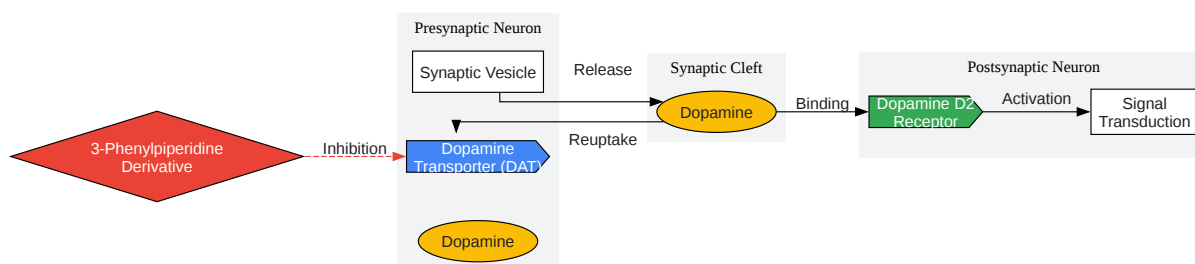 Presynaptic Neuron
Synaptic Vesicle
Release
Synaptic Cleft
Postsynaptic Neuron
Dopamine
Binding
Dopamine D2
Receptor
Activation
Signal
Transduction
Reuptake
3-Phenylpiperidine
Derivative
Inhibition
Dopamine
Transporter (DAT)
Dopamine